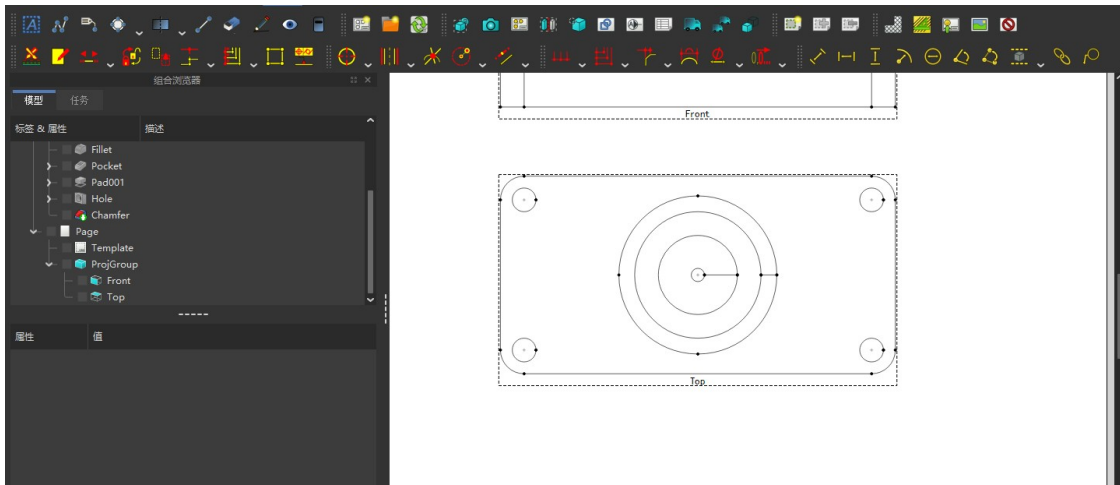 组合浏览器
模型 任务
标签 & 属性 描述
Fillet
Pocket
Pad001
Hole
Chamfer
Page
Template
ProjGroup
Front
Top
属性 值
Front
Top